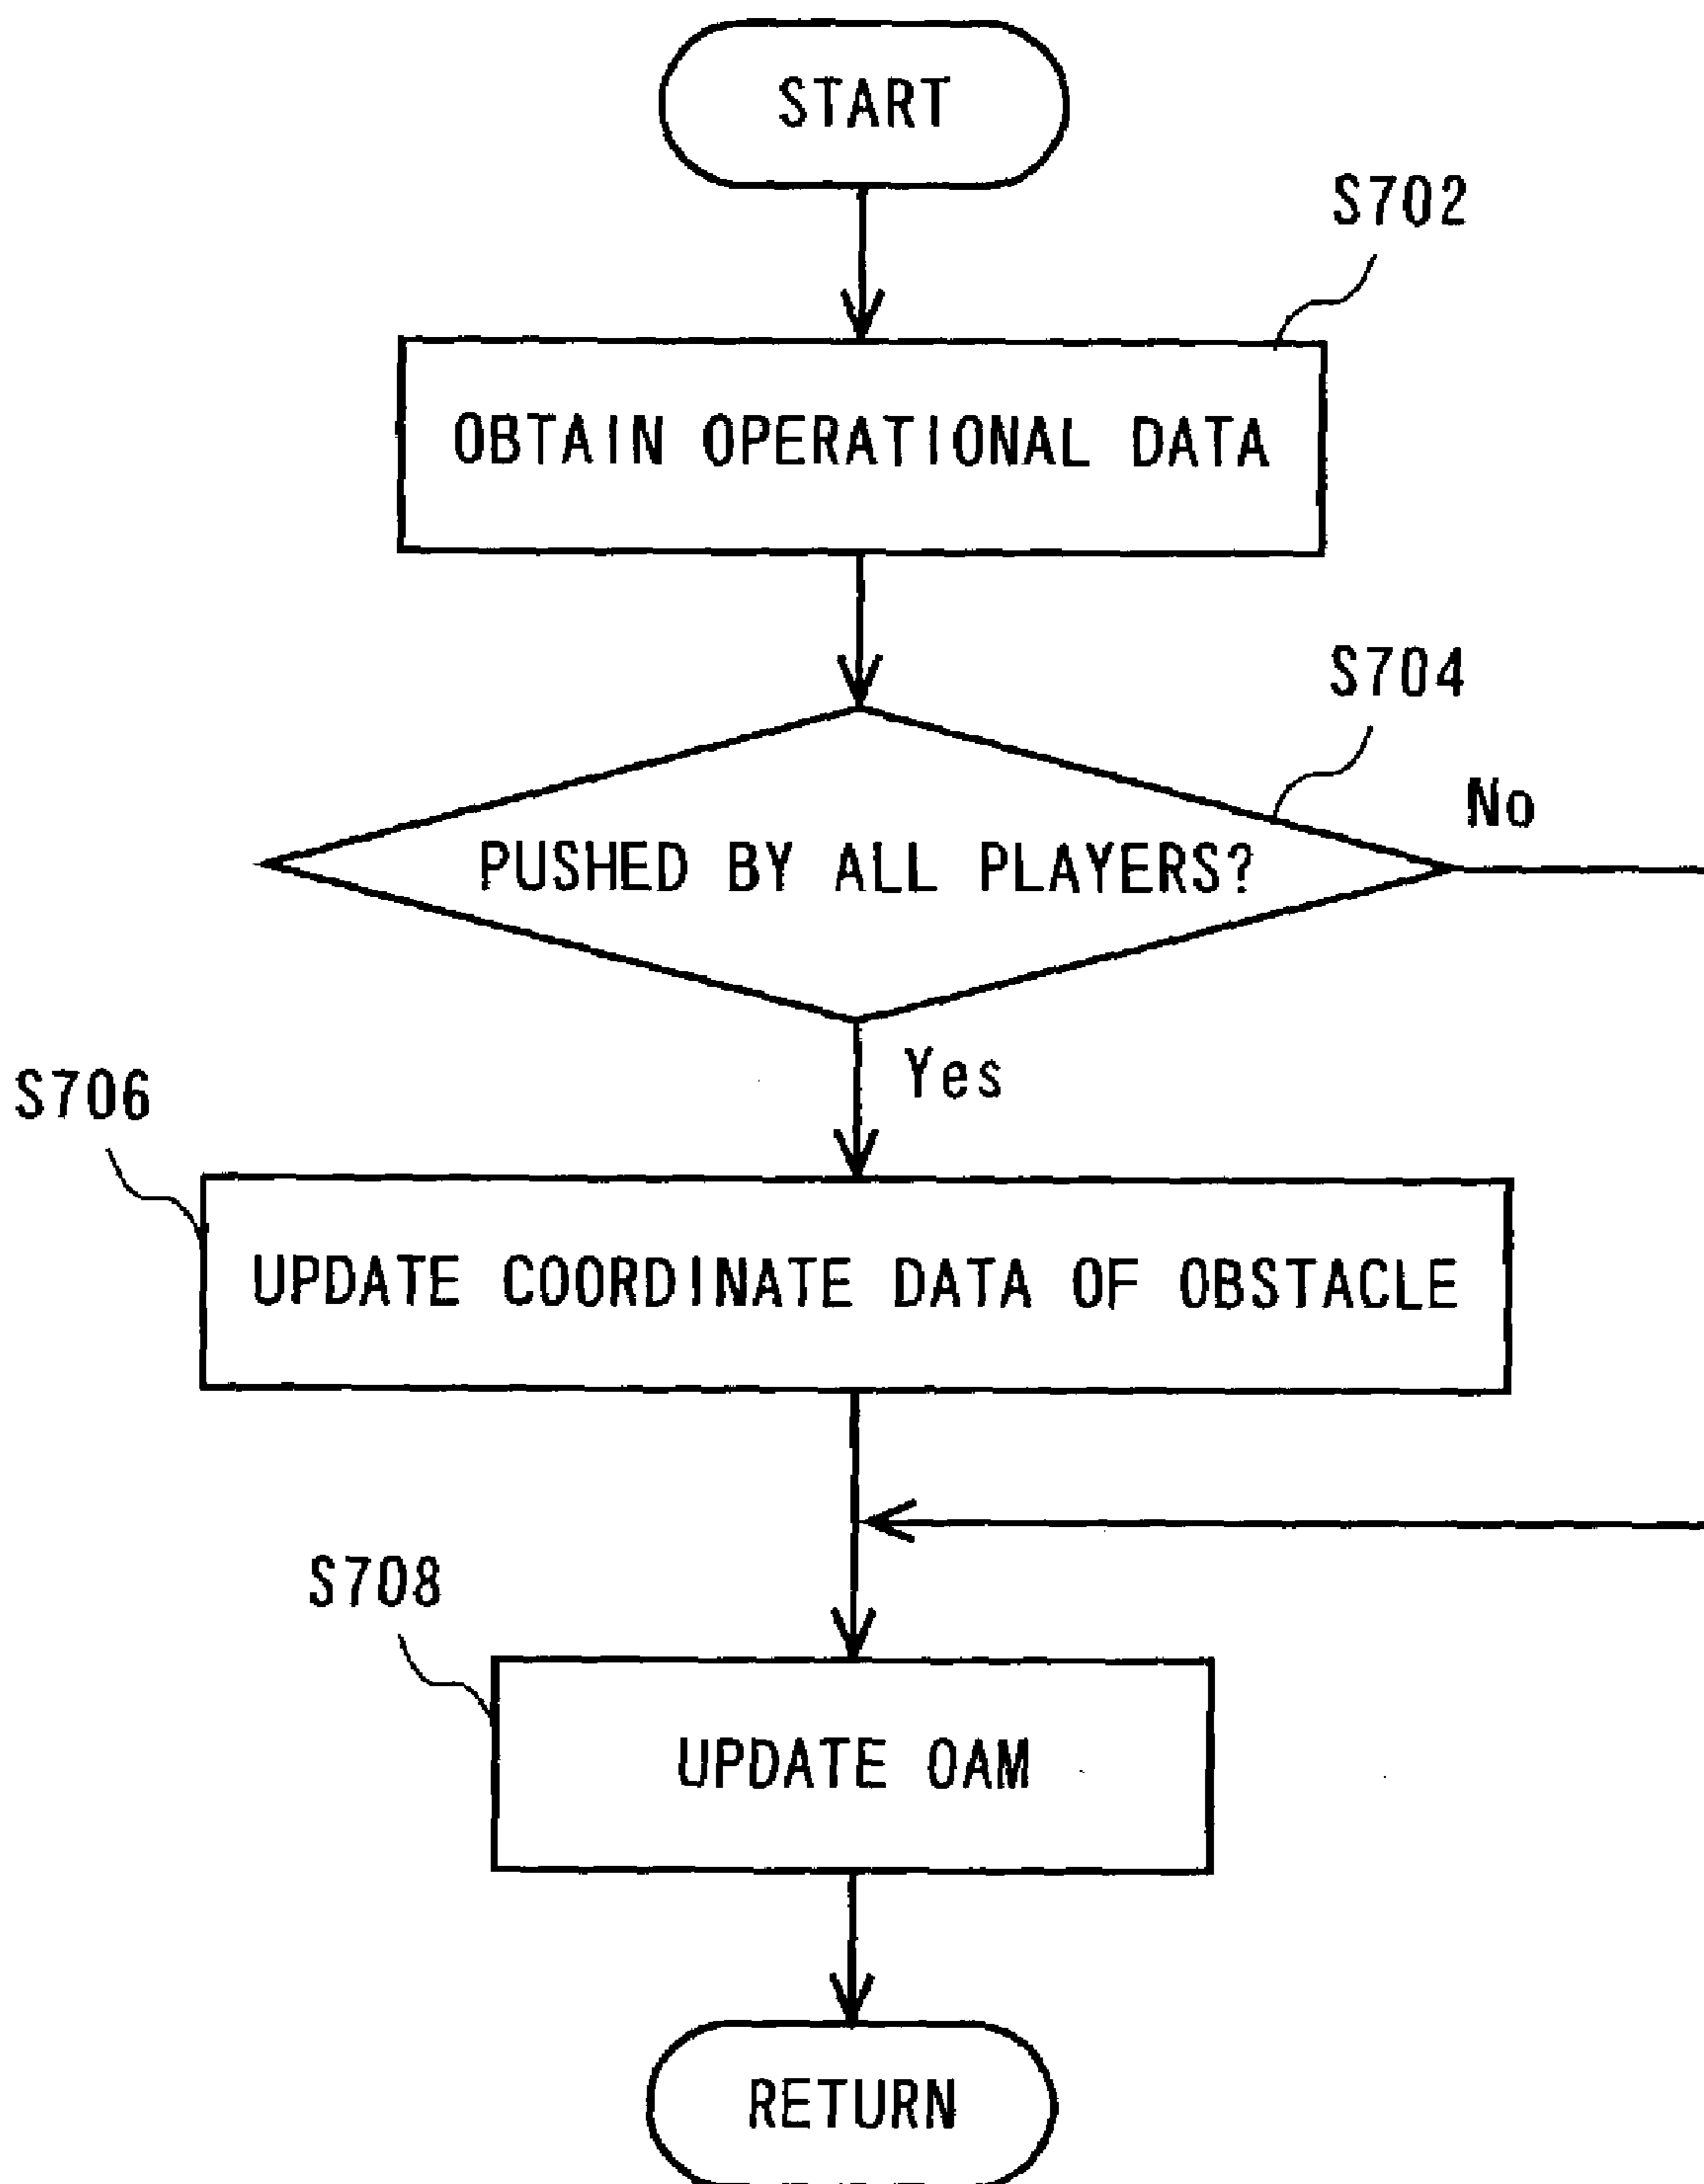 START
S702
OBTAIN OPERATIONAL DATA
S704
No
PUSHED BY ALL PLAYERS?
Yes
S706
UPDATE COORDINATE DATA OF OBSTACLE
S708
UPDATE OAM
RETURN